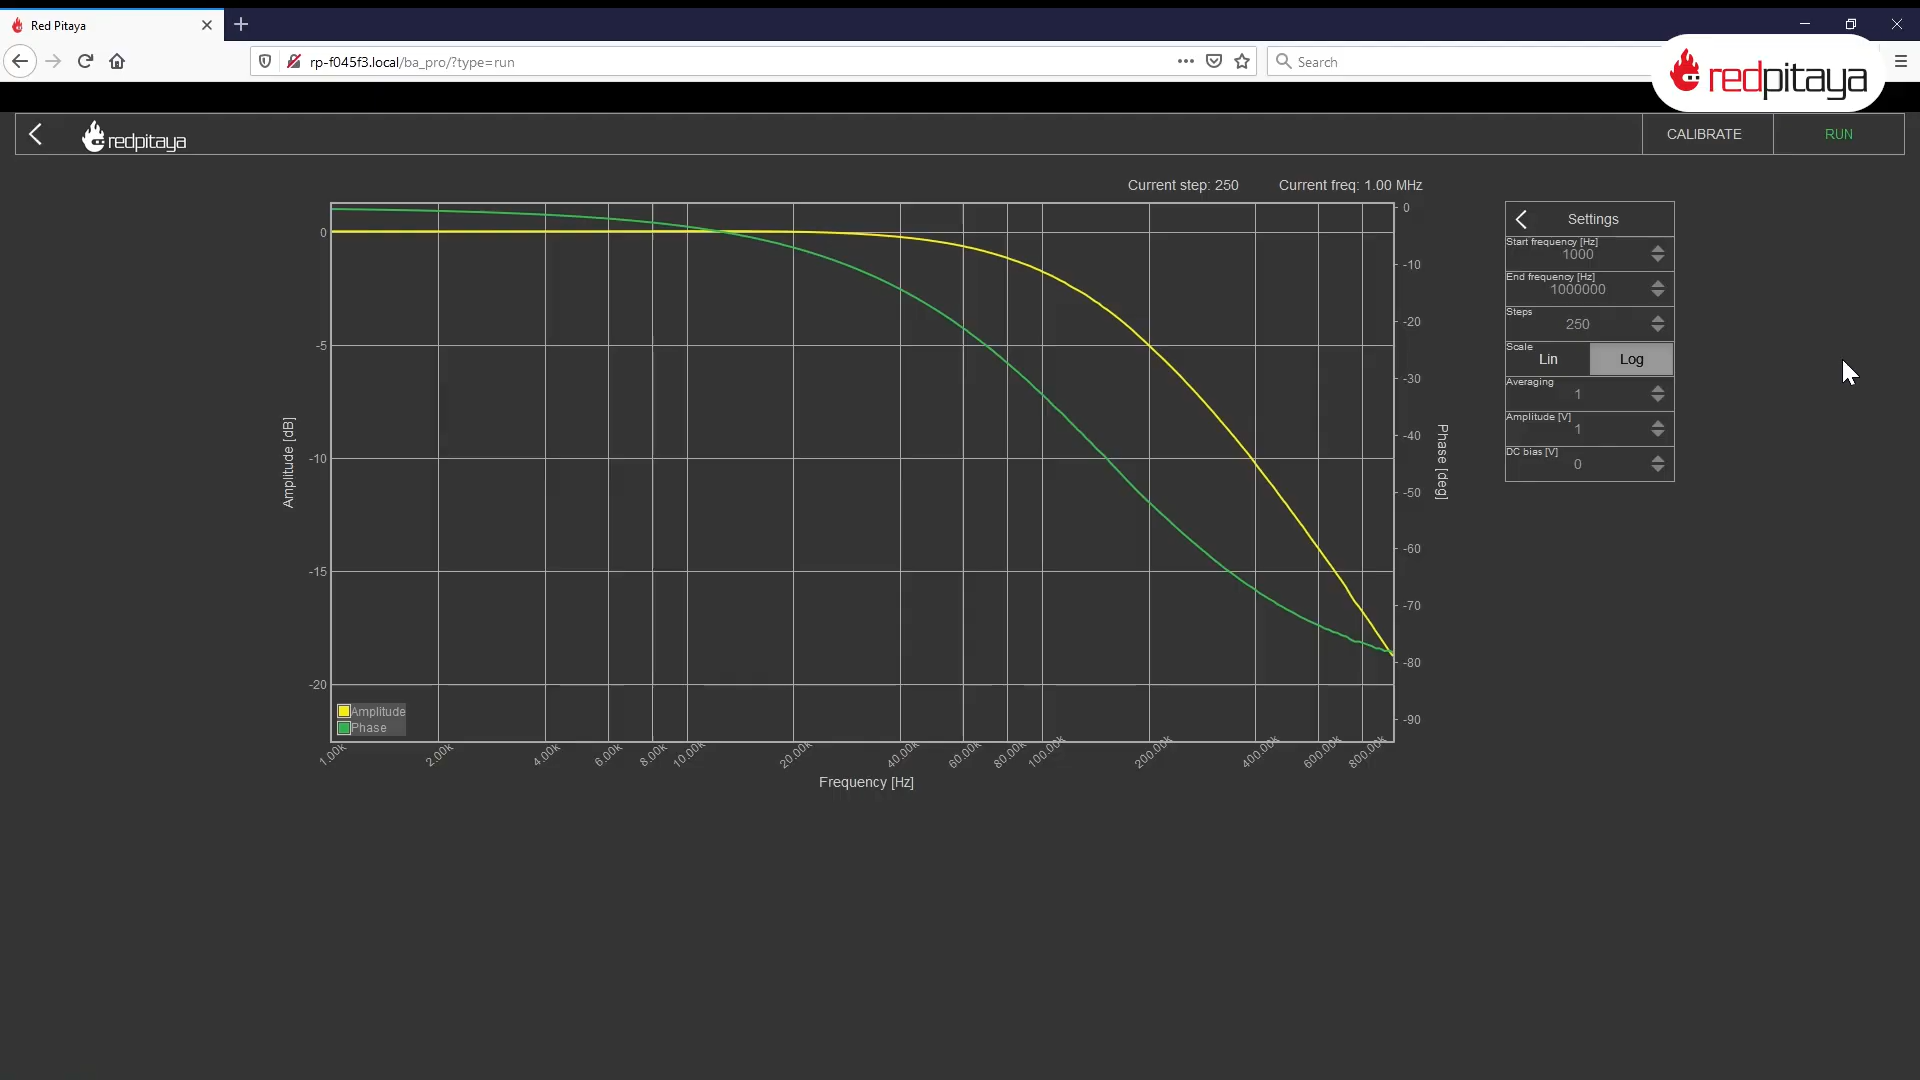 Red Pitaya
rp-f045f3.local/ba_pro/?type=run
Search
redpitaya
redpitaya
CALIBRATE
RUN
Current step: 250
Current freq: 1.00 MHz
0
-5
-10
-15
-20
Amplitude [dB]
0
-10
-20
-30
-40
-50
-60
-70
-80
-90
Phase [deg]
Amplitude
Phase
1.00k
2.00k
4.00k
6.00k
8.00k
10.00k
20.00k
40.00k
60.00k
80.00k
100.00k
200.00k
400.00k
600.00k
800.00k
Frequency [Hz]
Settings
Start frequency [Hz]
1000
End frequency [Hz]
1000000
Steps
250
Scale
Lin
Log
Averaging
1
Amplitude [V]
1
DC bias [V]
0